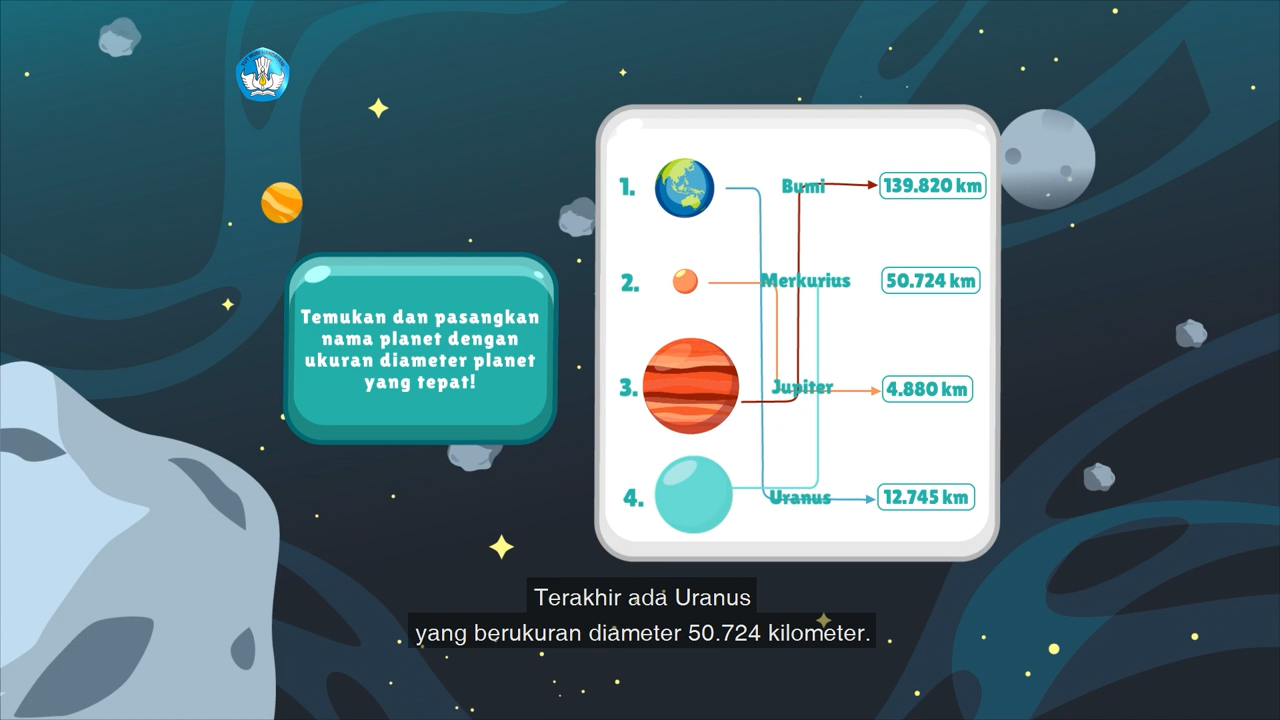 Temukan dan pasangkan
nama planet dengan
ukuran diameter planet
yang tepat!
1.
Bumi
139.820 km
2.
Merkurius
50.724 km
3.
Jupiter
4.880 km
4.
Uranus
12.745 km
Terakhir ada Uranus
yang berukuran diameter 50.724 kilometer.